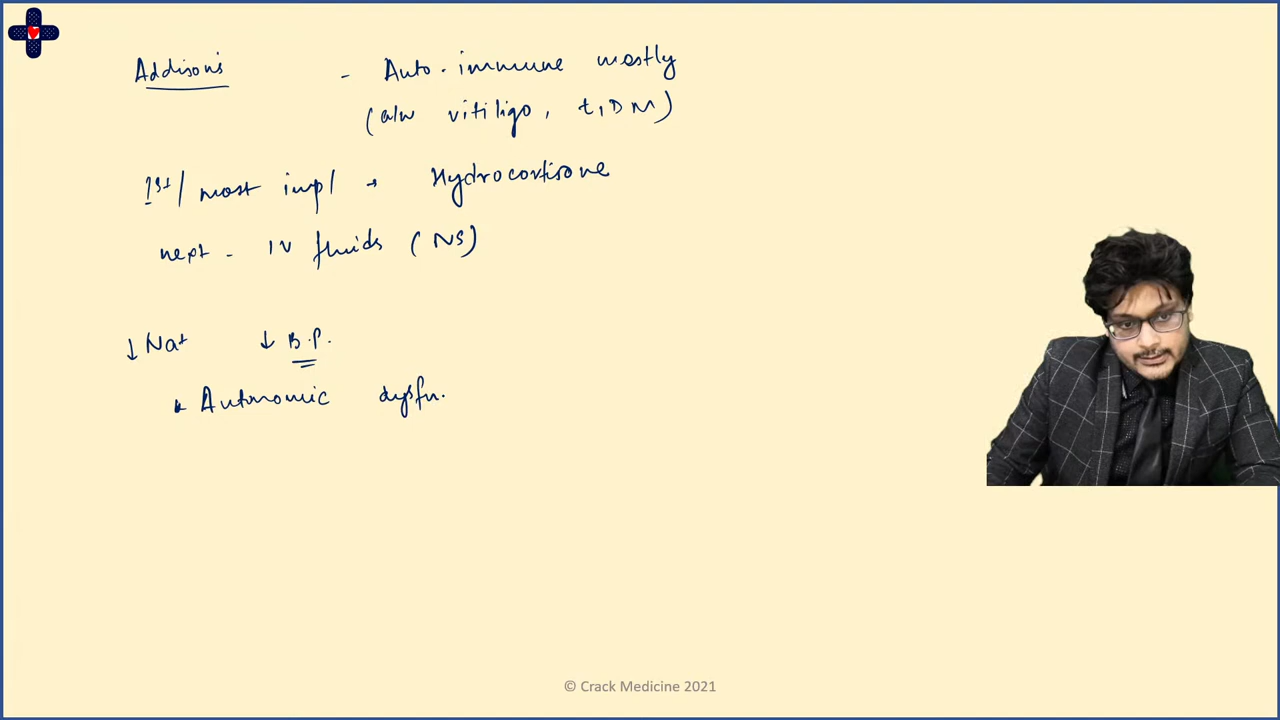 Addison's - Auto-immune mostly
(a/w vitiligo, t1DM)
1st/most impt → Hydrocortisone
next - IV fluids (NS)
↓Na+ ↓ B.P.
* Autonomic dysfn.
© Crack Medicine 2021